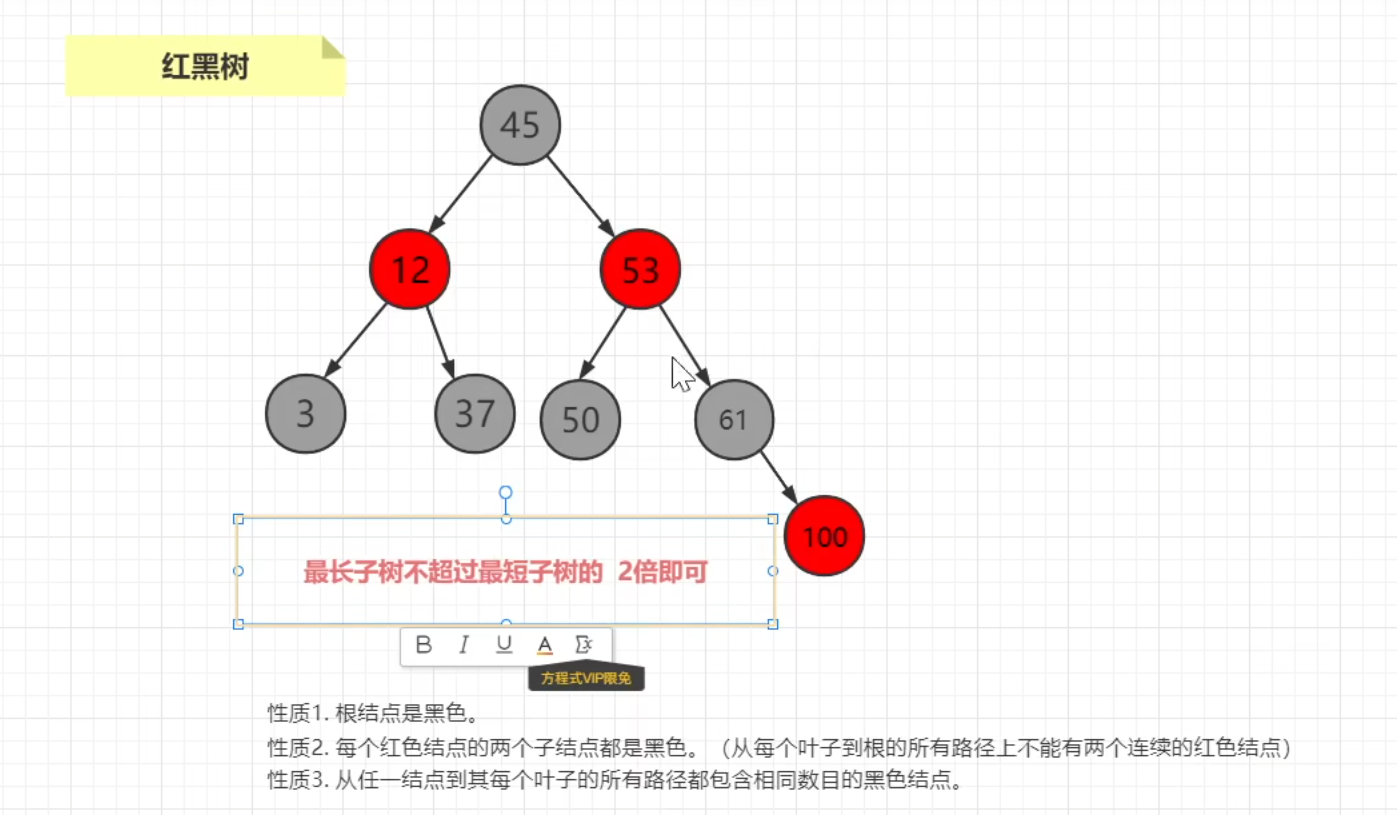 红黑树
45
12
53
3
37
50
61
100
最长子树不超过最短子树的 2倍即可
B I U A
方程式VIP限免
性质1. 根结点是黑色。
性质2. 每个红色结点的两个子结点都是黑色。（从每个叶子到根的所有路径上不能有两个连续的红色结点）
性质3. 从任一结点到其每个叶子的所有路径都包含相同数目的黑色结点。